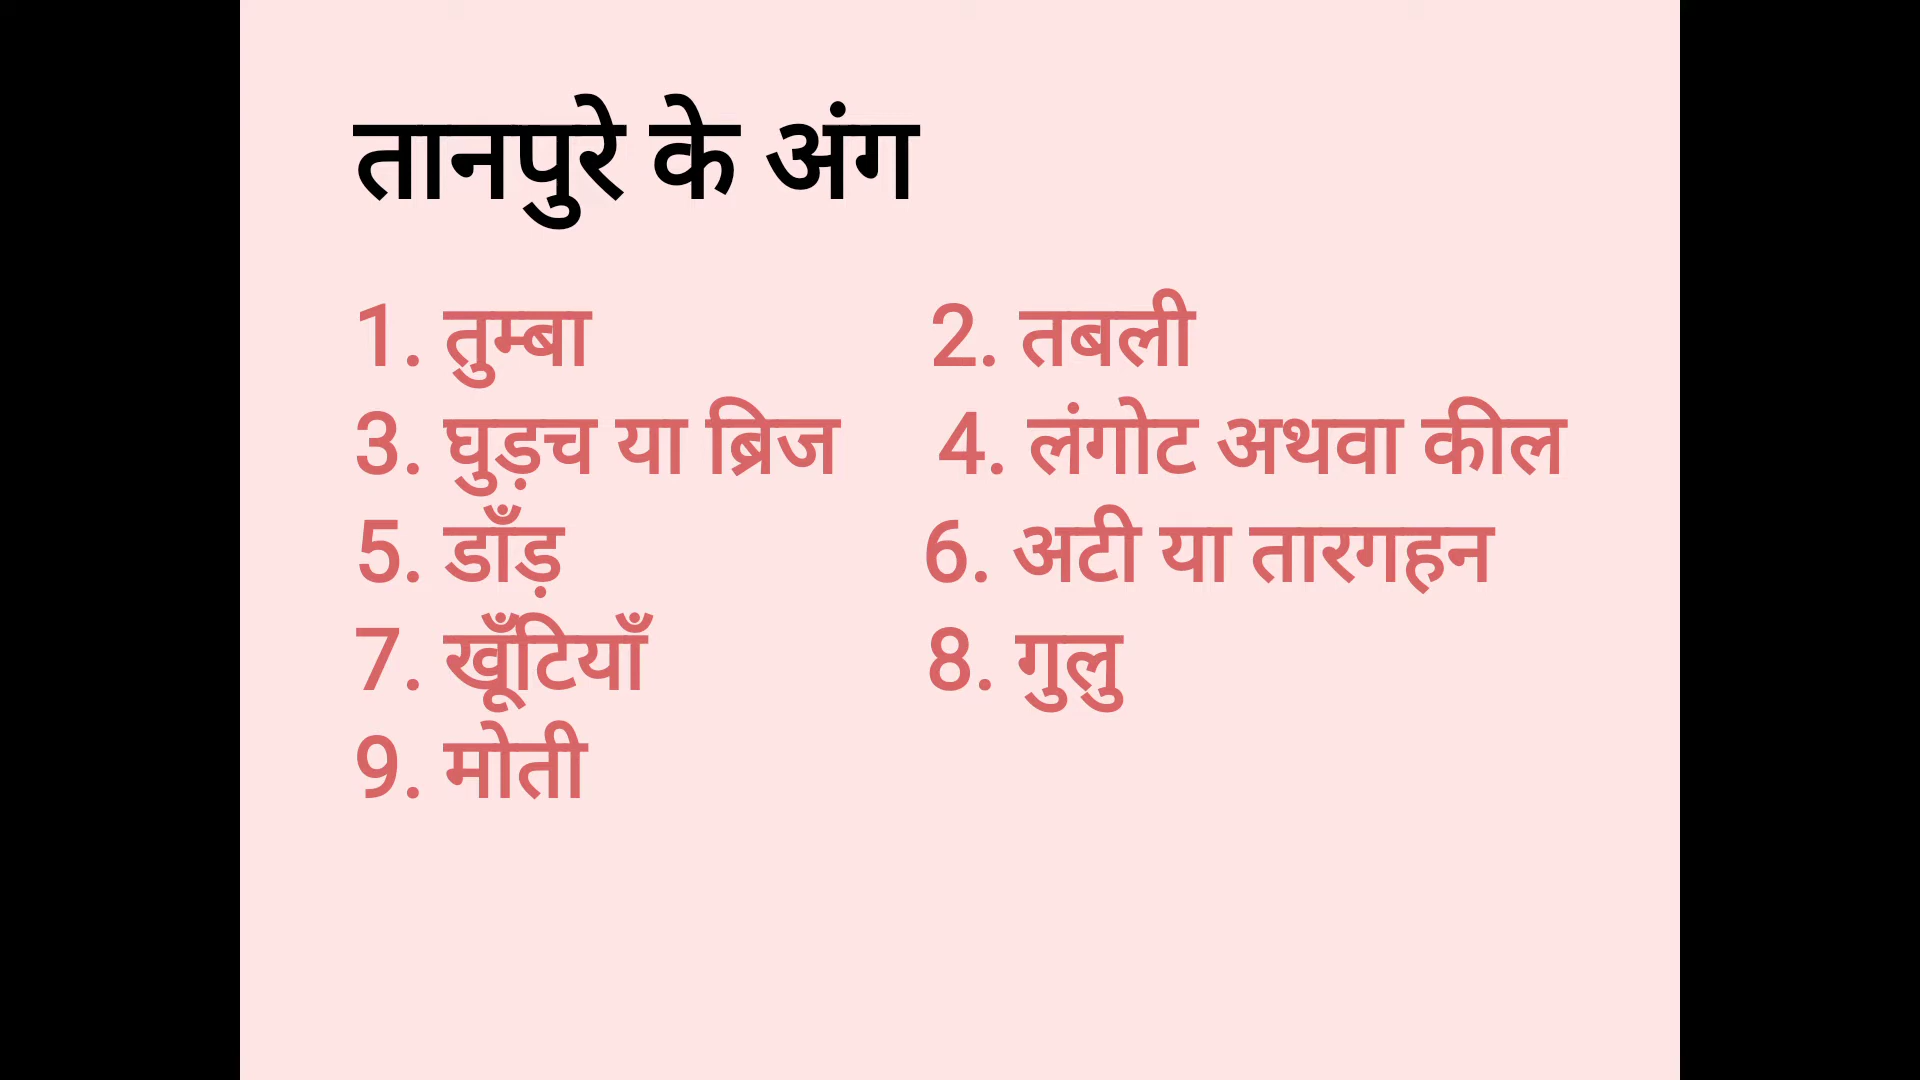 तानपुरे के अंग
1. तुम्बा 2. तबली
3. घुड़च या ब्रिज 4. लंगोट अथवा कील
5. डाँड़ 6. अटी या तारगहन
7. खूँटियाँ 8. गुलु
9. मोती